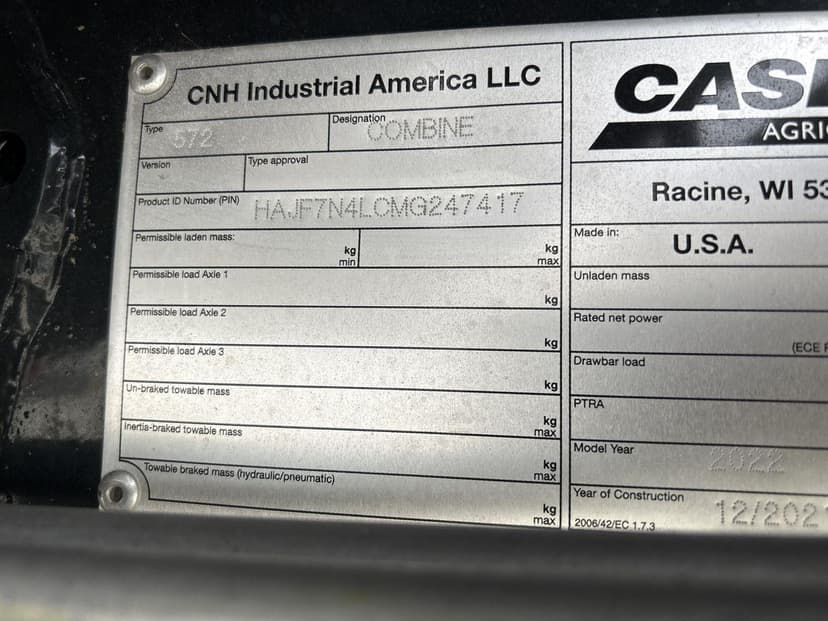 CNH Industrial America LLC
Type 572
Designation COMBINE
Version
Type approval
Product ID Number (PIN) HAJF7N4LCMG247417
Permissible laden mass:
kg min
kg max
Permissible load Axle 1
kg
Permissible load Axle 2
kg
Permissible load Axle 3
kg
Un-braked towable mass
kg max
Inertia-braked towable mass
kg max
Towable braked mass (hydraulic/pneumatic)
kg max
CASE
AGRIC
Racine, WI 53
Made in: U.S.A.
Unladen mass
Rated net power
(ECE R
Drawbar load
PTRA
Model Year 2022
Year of Construction 12/2021
2006/42/EC 1.7.3